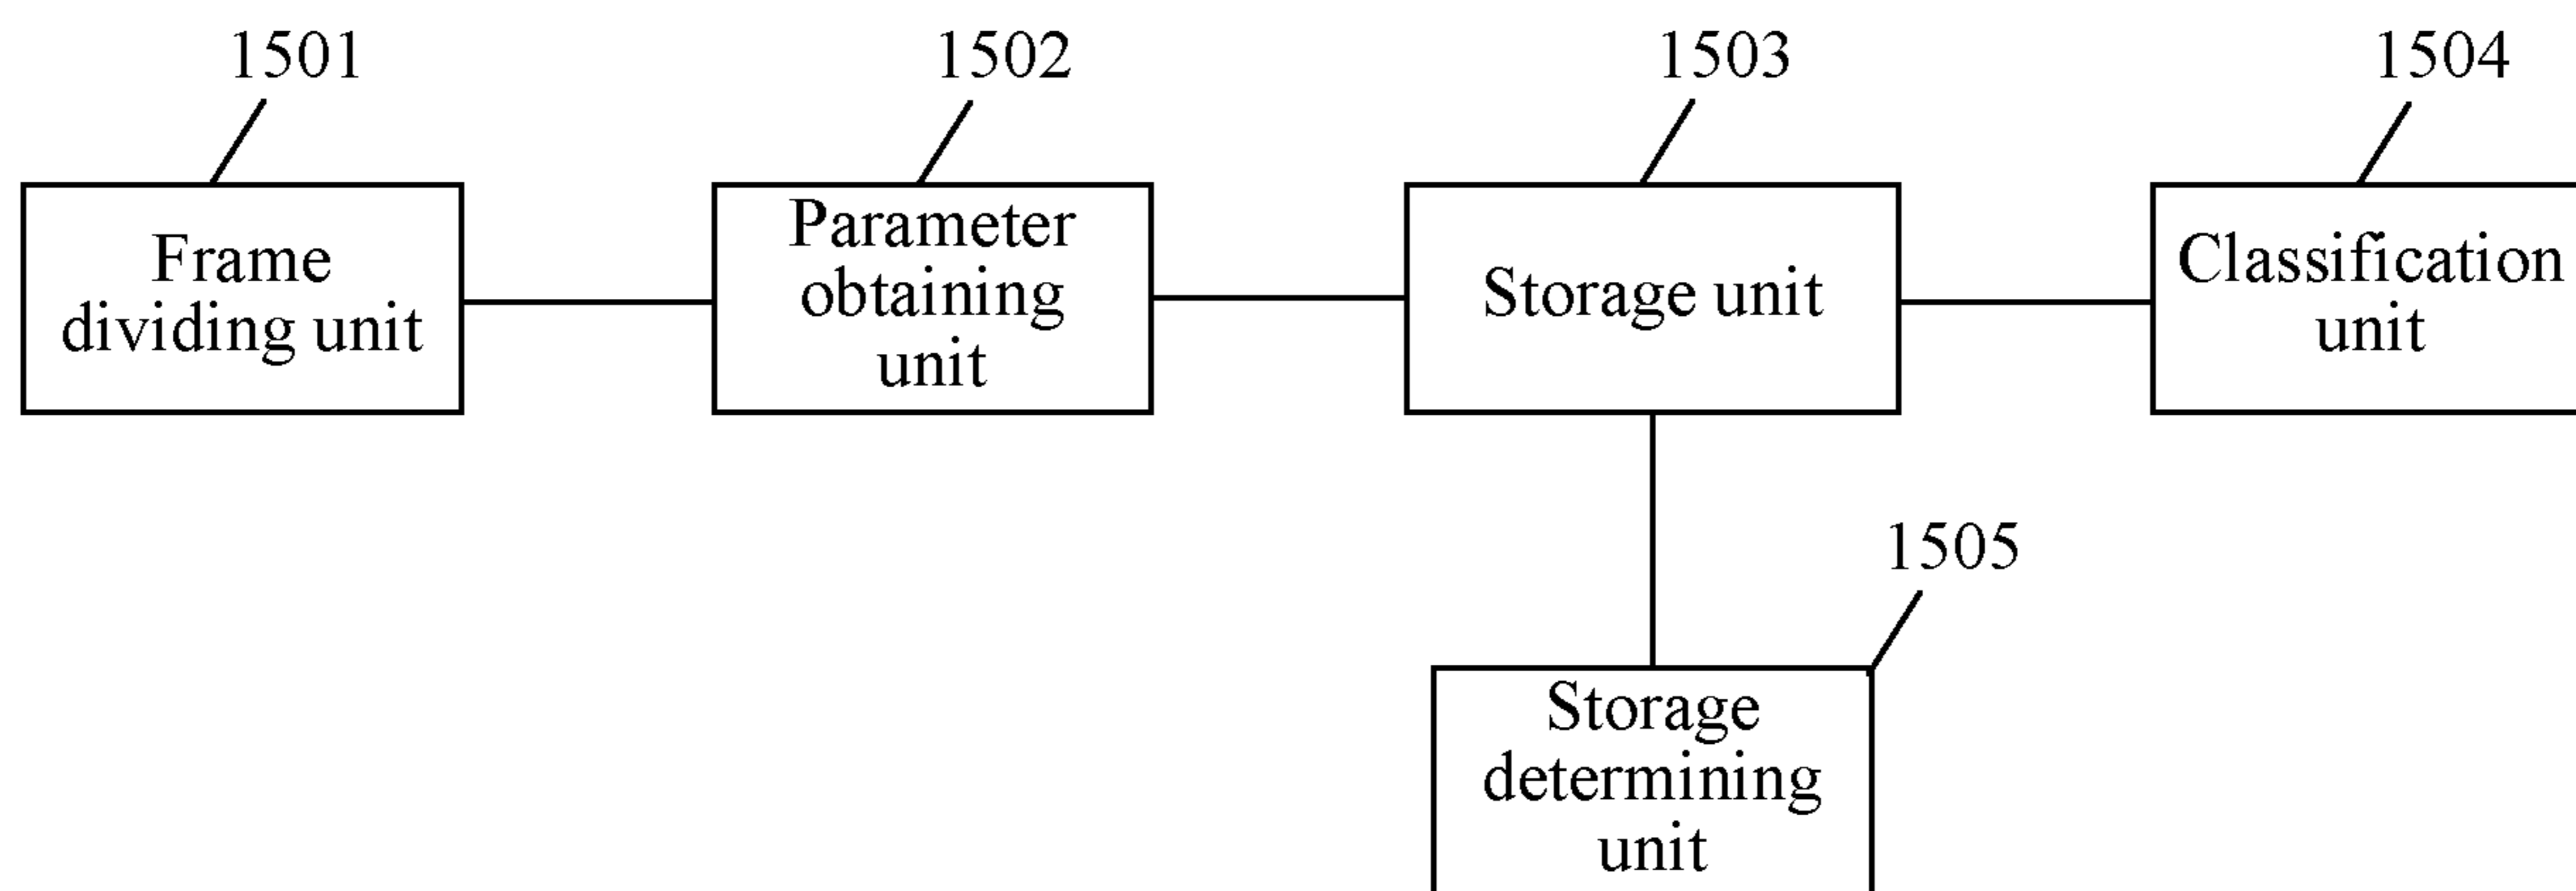 1501
1502
1503
1504
Frame
dividing unit
Parameter
obtaining
unit
Storage unit
Classification
unit
1505
Storage
determining
unit